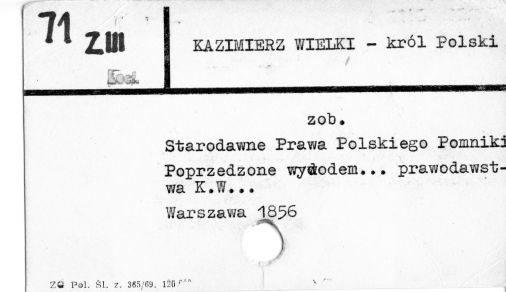 71 ZIII
KAZIMIERZ WIELKI - król Polski
zob.
Starodawne Prawa Polskiego Pomniki
Poprzedzone wywodem... prawodawst-
wa K.W...
Warszawa 1856
ZG Pol. Śl. z. 365/69. 120